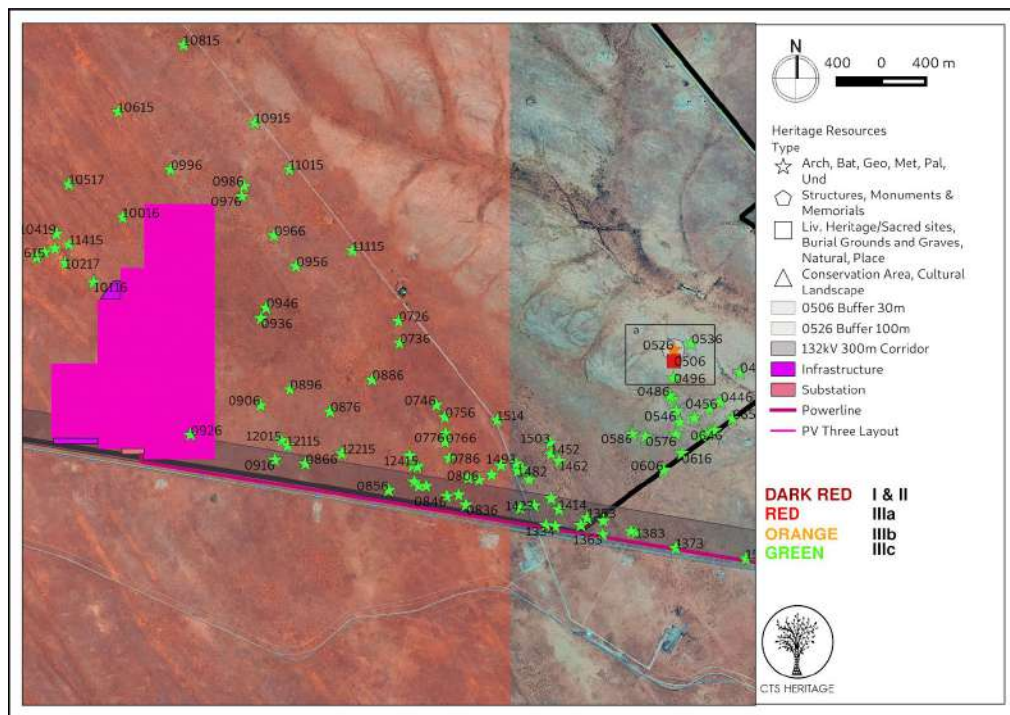 10815
10615
10915
0996
11015
10517
0986
0976
10016
10419
0966
11415
11115
615
10217
0956
10116
0946
0936
0726
0736
0886
0896
0906
0876
0746
0756
1514
0926
12015
12115
0776
0766
12215
0916
0866
12415
0786
1493
1482
0806
0856
0846
0836
1503
1452
1462
1414
1363
1383
1373
a
0526
0536
0506
0496
0486
0456
0446
0546
0586
0576
0646
0616
0606
N
400 0 400 m
Heritage Resources
Type
Arch, Bat, Geo, Met, Pal,
Und
Structures, Monuments &
Memorials
Liv. Heritage/Sacred sites,
Burial Grounds and Graves,
Natural, Place
Conservation Area, Cultural
Landscape
0506 Buffer 30m
0526 Buffer 100m
132kV 300m Corridor
Infrastructure
Substation
Powerline
PV Three Layout
DARK RED I & II
RED IIIa
ORANGE IIIb
GREEN IIIc
CTS HERITAGE